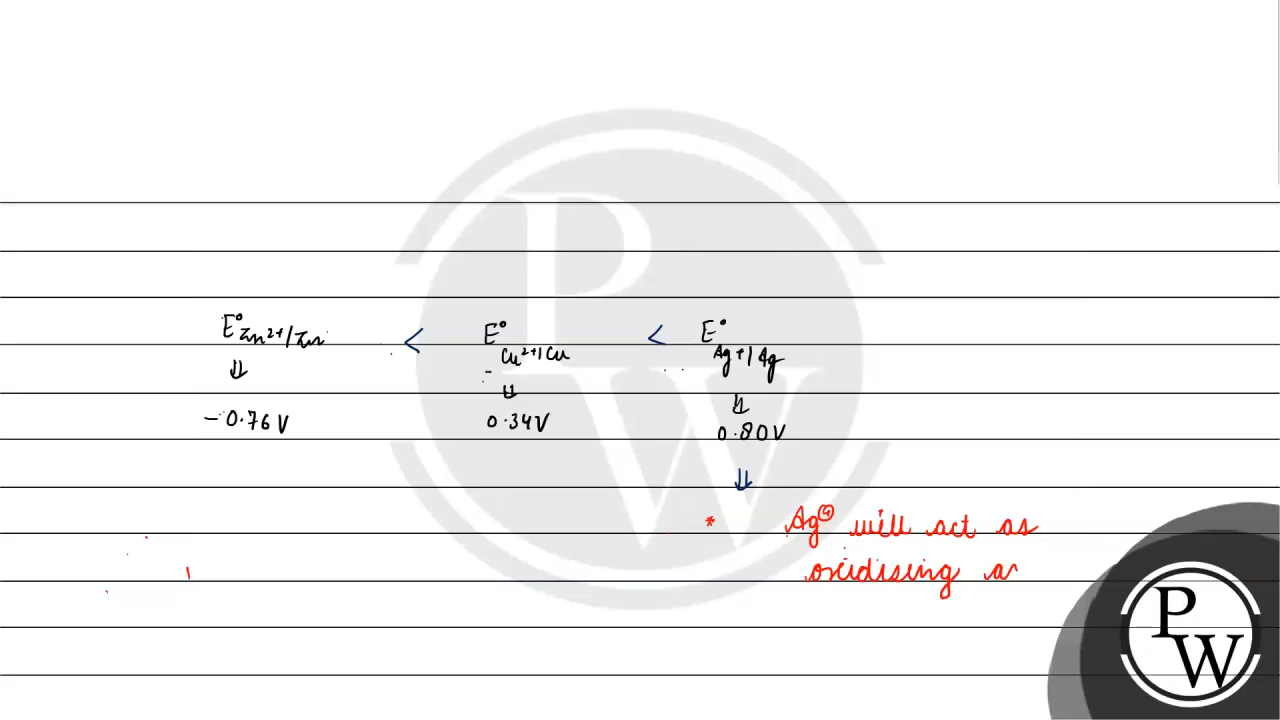 E° Zn²⁺/Zn < E° Cu²⁺/Cu < E° Ag⁺/Ag
⇓ ⇓ ⇓
-0.76V 0.34V 0.80V
⇓
* Ag⊕ will act as
oxidising a
P
W
P
W